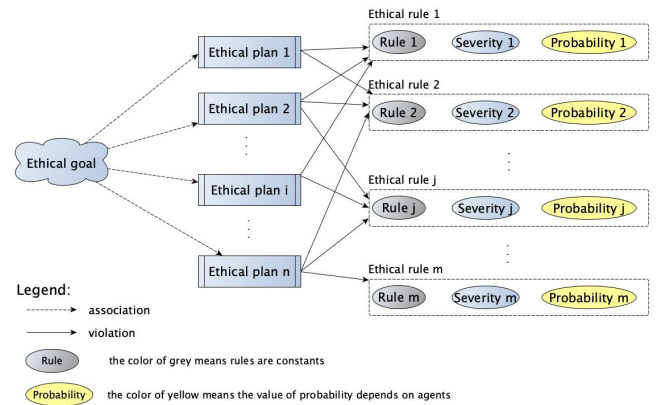 Ethical rule 1
Ethical plan 1
Rule 1 Severity 1 Probability 1
Ethical rule 2
Ethical plan 2
Rule 2 Severity 2 Probability 2
Ethical goal
Ethical rule j
Ethical plan i
Rule j Severity j Probability j
Ethical rule m
Ethical plan n
Rule m Severity m Probability m
Legend:
association
violation
Rule the color of grey means rules are constants
Probability the color of yellow means the value of probability depends on agents